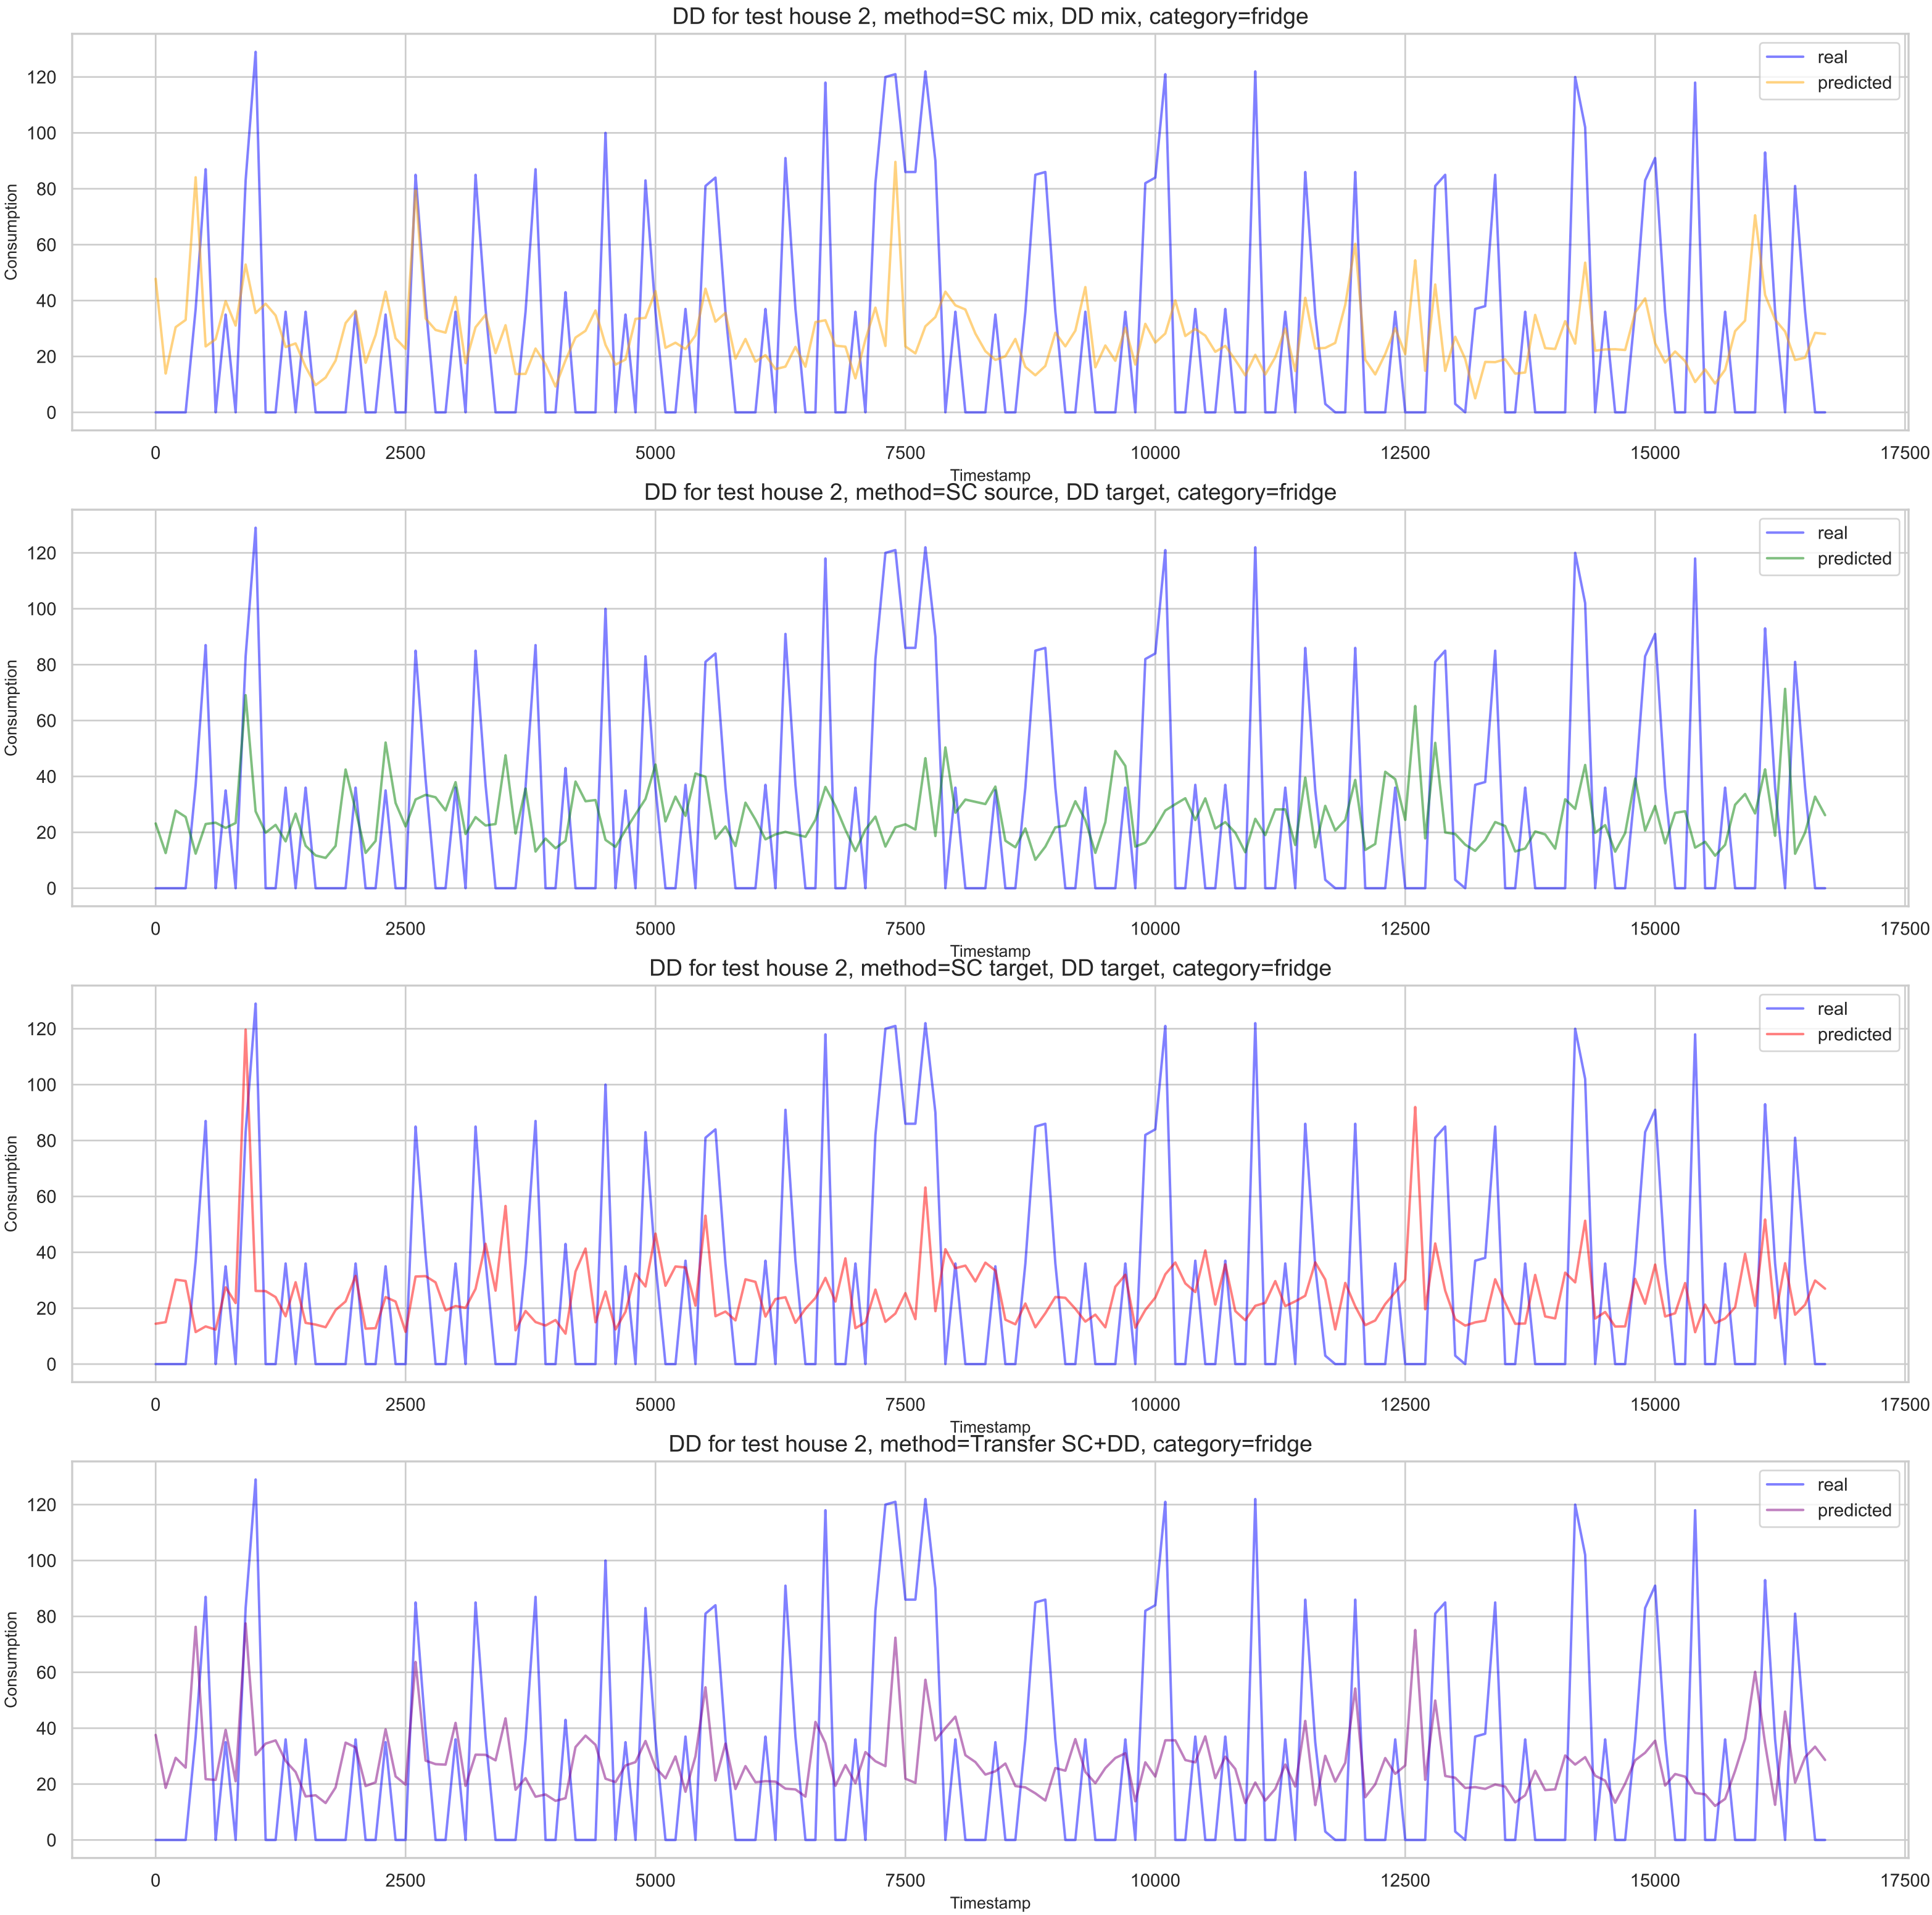 DD for test house 2, method=SC mix, DD mix, category=fridge
real
predicted
120
100
80
60
40
20
0
Consumption
0 2500 5000 7500 10000 12500 15000 17500
Timestamp
DD for test house 2, method=SC source, DD target, category=fridge
real
predicted
120
100
80
60
40
20
0
Consumption
0 2500 5000 7500 10000 12500 15000 17500
Timestamp
DD for test house 2, method=SC target, DD target, category=fridge
real
predicted
120
100
80
60
40
20
0
Consumption
0 2500 5000 7500 10000 12500 15000 17500
Timestamp
DD for test house 2, method=Transfer SC+DD, category=fridge
real
predicted
120
100
80
60
40
20
0
Consumption
0 2500 5000 7500 10000 12500 15000 17500
Timestamp